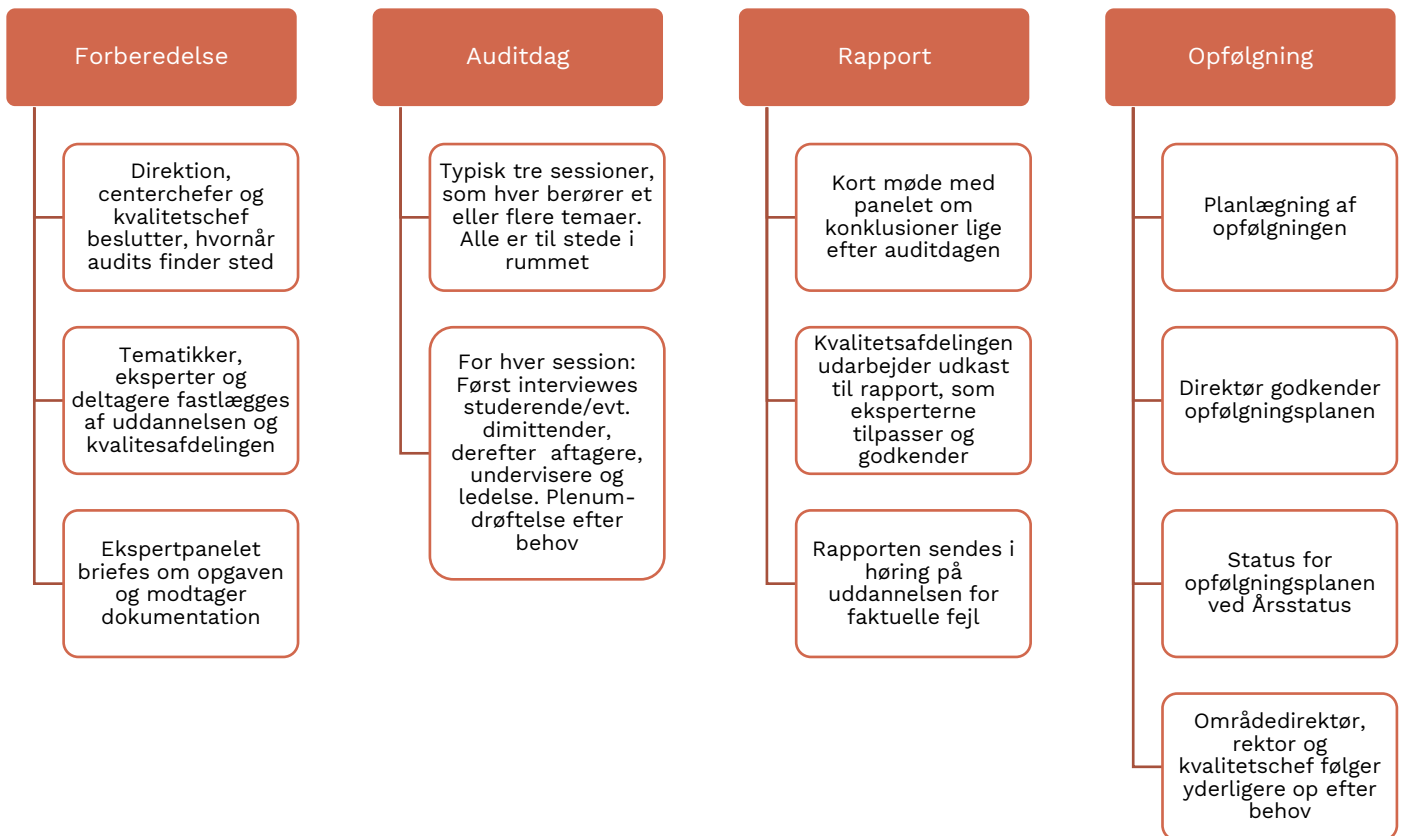 Forberedelse
Direktion,
centerchefer og
kvalitetschef
beslutter, hvornår
audits finder sted
Tematikker,
eksperter og
deltagere fastlægges
af uddannelsen og
kvalitesafdelingen
Ekspertpanelet
briefes om opgaven
og modtager
dokumentation
Auditdag
Typisk tre sessioner,
som hver berører et
eller flere temaer.
Alle er til stede i
rummet
For hver session:
Først interviewes
studerende/evt.
dimittender,
derefter aftagere,
undervisere og
ledelse. Plenum-
drøftelse efter
behov
Rapport
Kort møde med
panelet om
konklusioner lige
efter auditdagen
Kvalitetsafdelingen
udarbejder udkast
til rapport, som
eksperterne
tilpasser og
godkender
Rapporten sendes i
høring på
uddannelsen for
faktuelle fejl
Opfølgning
Planlægning af
opfølgningen
Direktør godkender
opfølgningsplanen
Status for
opfølgningsplanen
ved Årsstatus
Områdedirektør,
rektor og
kvalitetschef følger
yderligere op efter
behov